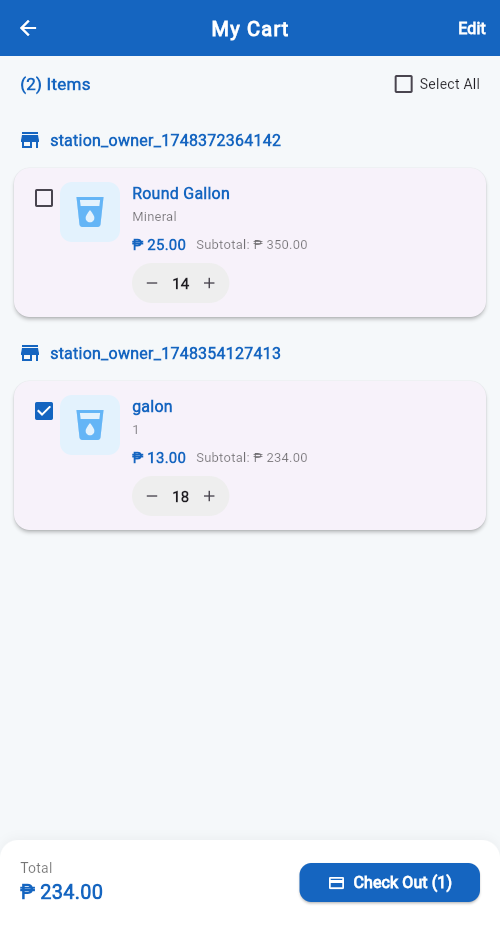 My Cart
Edit
(2) Items
Select All
station_owner_1748372364142
Round Gallon
Mineral
₱ 25.00 Subtotal: ₱ 350.00
− 14 +
station_owner_1748354127413
galon
1
₱ 13.00 Subtotal: ₱ 234.00
− 18 +
Total
₱ 234.00
Check Out (1)